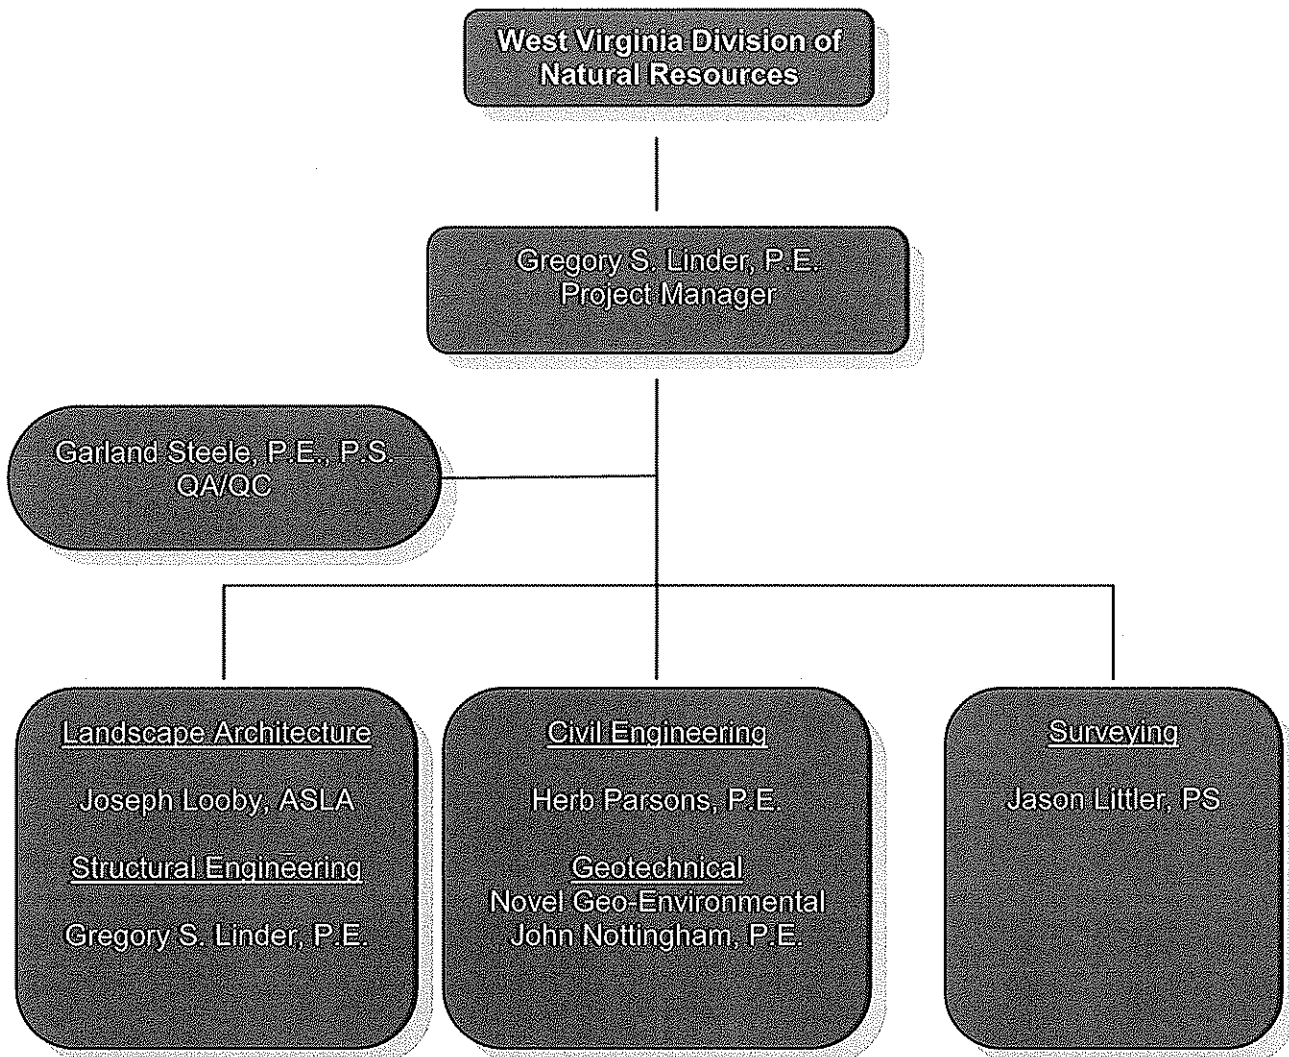 West Virginia Division of
Natural Resources
Gregory S. Linder, P.E.
Project Manager
Garland Steele, P.E., P.S.
QA/QC
Landscape Architecture
Joseph Looby, ASLA
Structural Engineering
Gregory S. Linder, P.E.
Civil Engineering
Herb Parsons, P.E.
Geotechnical
Novel Geo-Environmental
John Nottingham, P.E.
Surveying
Jason Littler, PS